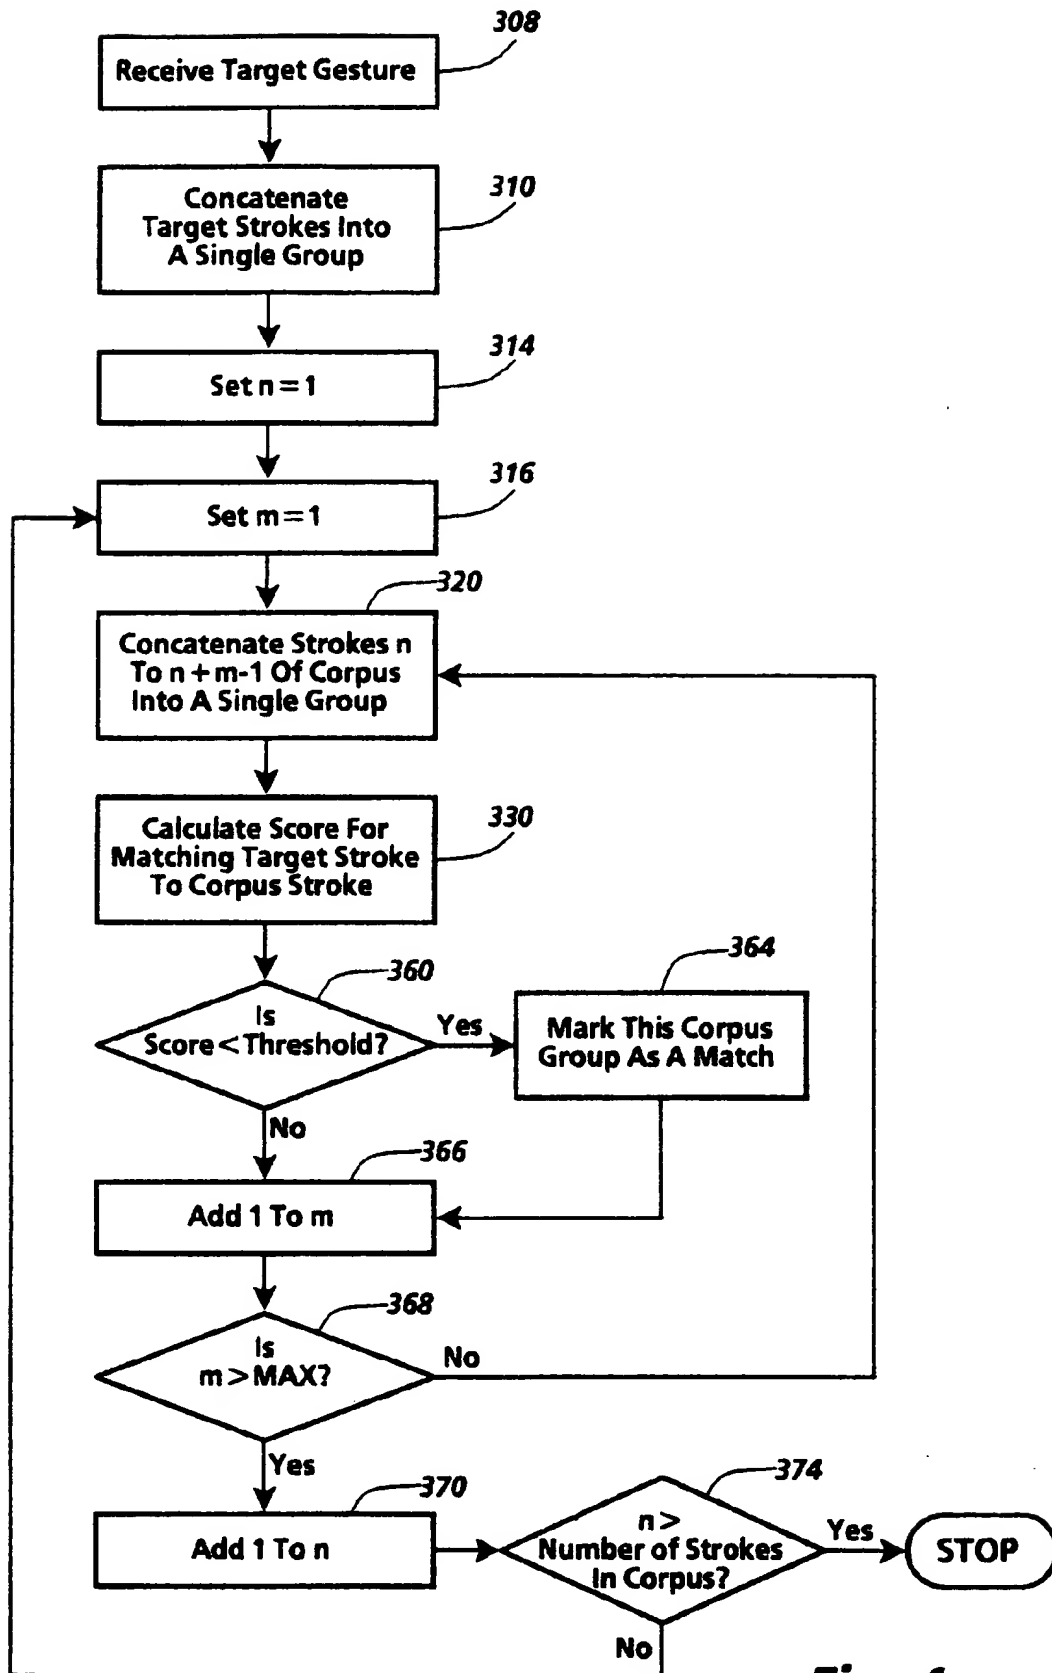 308
Receive Target Gesture
310
Concatenate
Target Strokes Into
A Single Group
314
Set n = 1
316
Set m = 1
320
Concatenate Strokes n
To n + m-1 Of Corpus
Into A Single Group
330
Calculate Score For
Matching Target Stroke
To Corpus Stroke
360
Is
Score < Threshold?
Yes
364
Mark This Corpus
Group As A Match
No
366
Add 1 To m
368
Is
m > MAX?
No
Yes
370
Add 1 To n
374
n >
Number of Strokes
In Corpus?
Yes
STOP
No